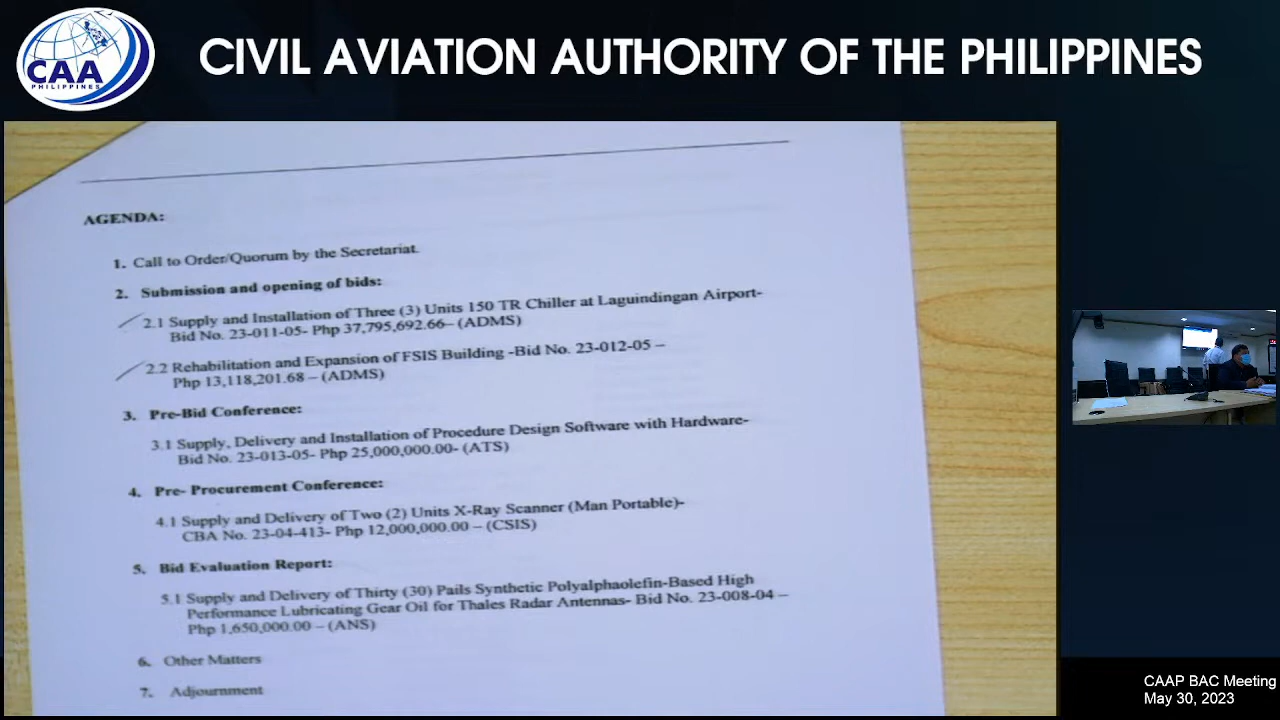 CAA
PHILIPPINES
CIVIL AVIATION AUTHORITY OF THE PHILIPPINES
AGENDA:
1. Call to Order/Quorum by the Secretariat.
2. Submission and opening of bids:
2.1 Supply and Installation of Three (3) Units 150 TR Chiller at Laguindingan Airport-
Bid No. 23-011-05- Php 37,795,692.66– (ADMS)
2.2 Rehabilitation and Expansion of FSIS Building -Bid No. 23-012-05 –
Php 13,118,201.68 – (ADMS)
3. Pre-Bid Conference:
3.1 Supply, Delivery and Installation of Procedure Design Software with Hardware-
Bid No. 23-013-05- Php 25,000,000.00- (ATS)
4. Pre- Procurement Conference:
4.1 Supply and Delivery of Two (2) Units X-Ray Scanner (Man Portable)-
CBA No. 23-04-413- Php 12,000,000.00 – (CSIS)
5. Bid Evaluation Report:
5.1 Supply and Delivery of Thirty (30) Pails Synthetic Polyalphaolefin-Based High
Performance Lubricating Gear Oil for Thales Radar Antennas- Bid No. 23-008-04 –
Php 1,650,000.00 – (ANS)
6. Other Matters
7. Adjournment
CAAP BAC Meeting
May 30, 2023